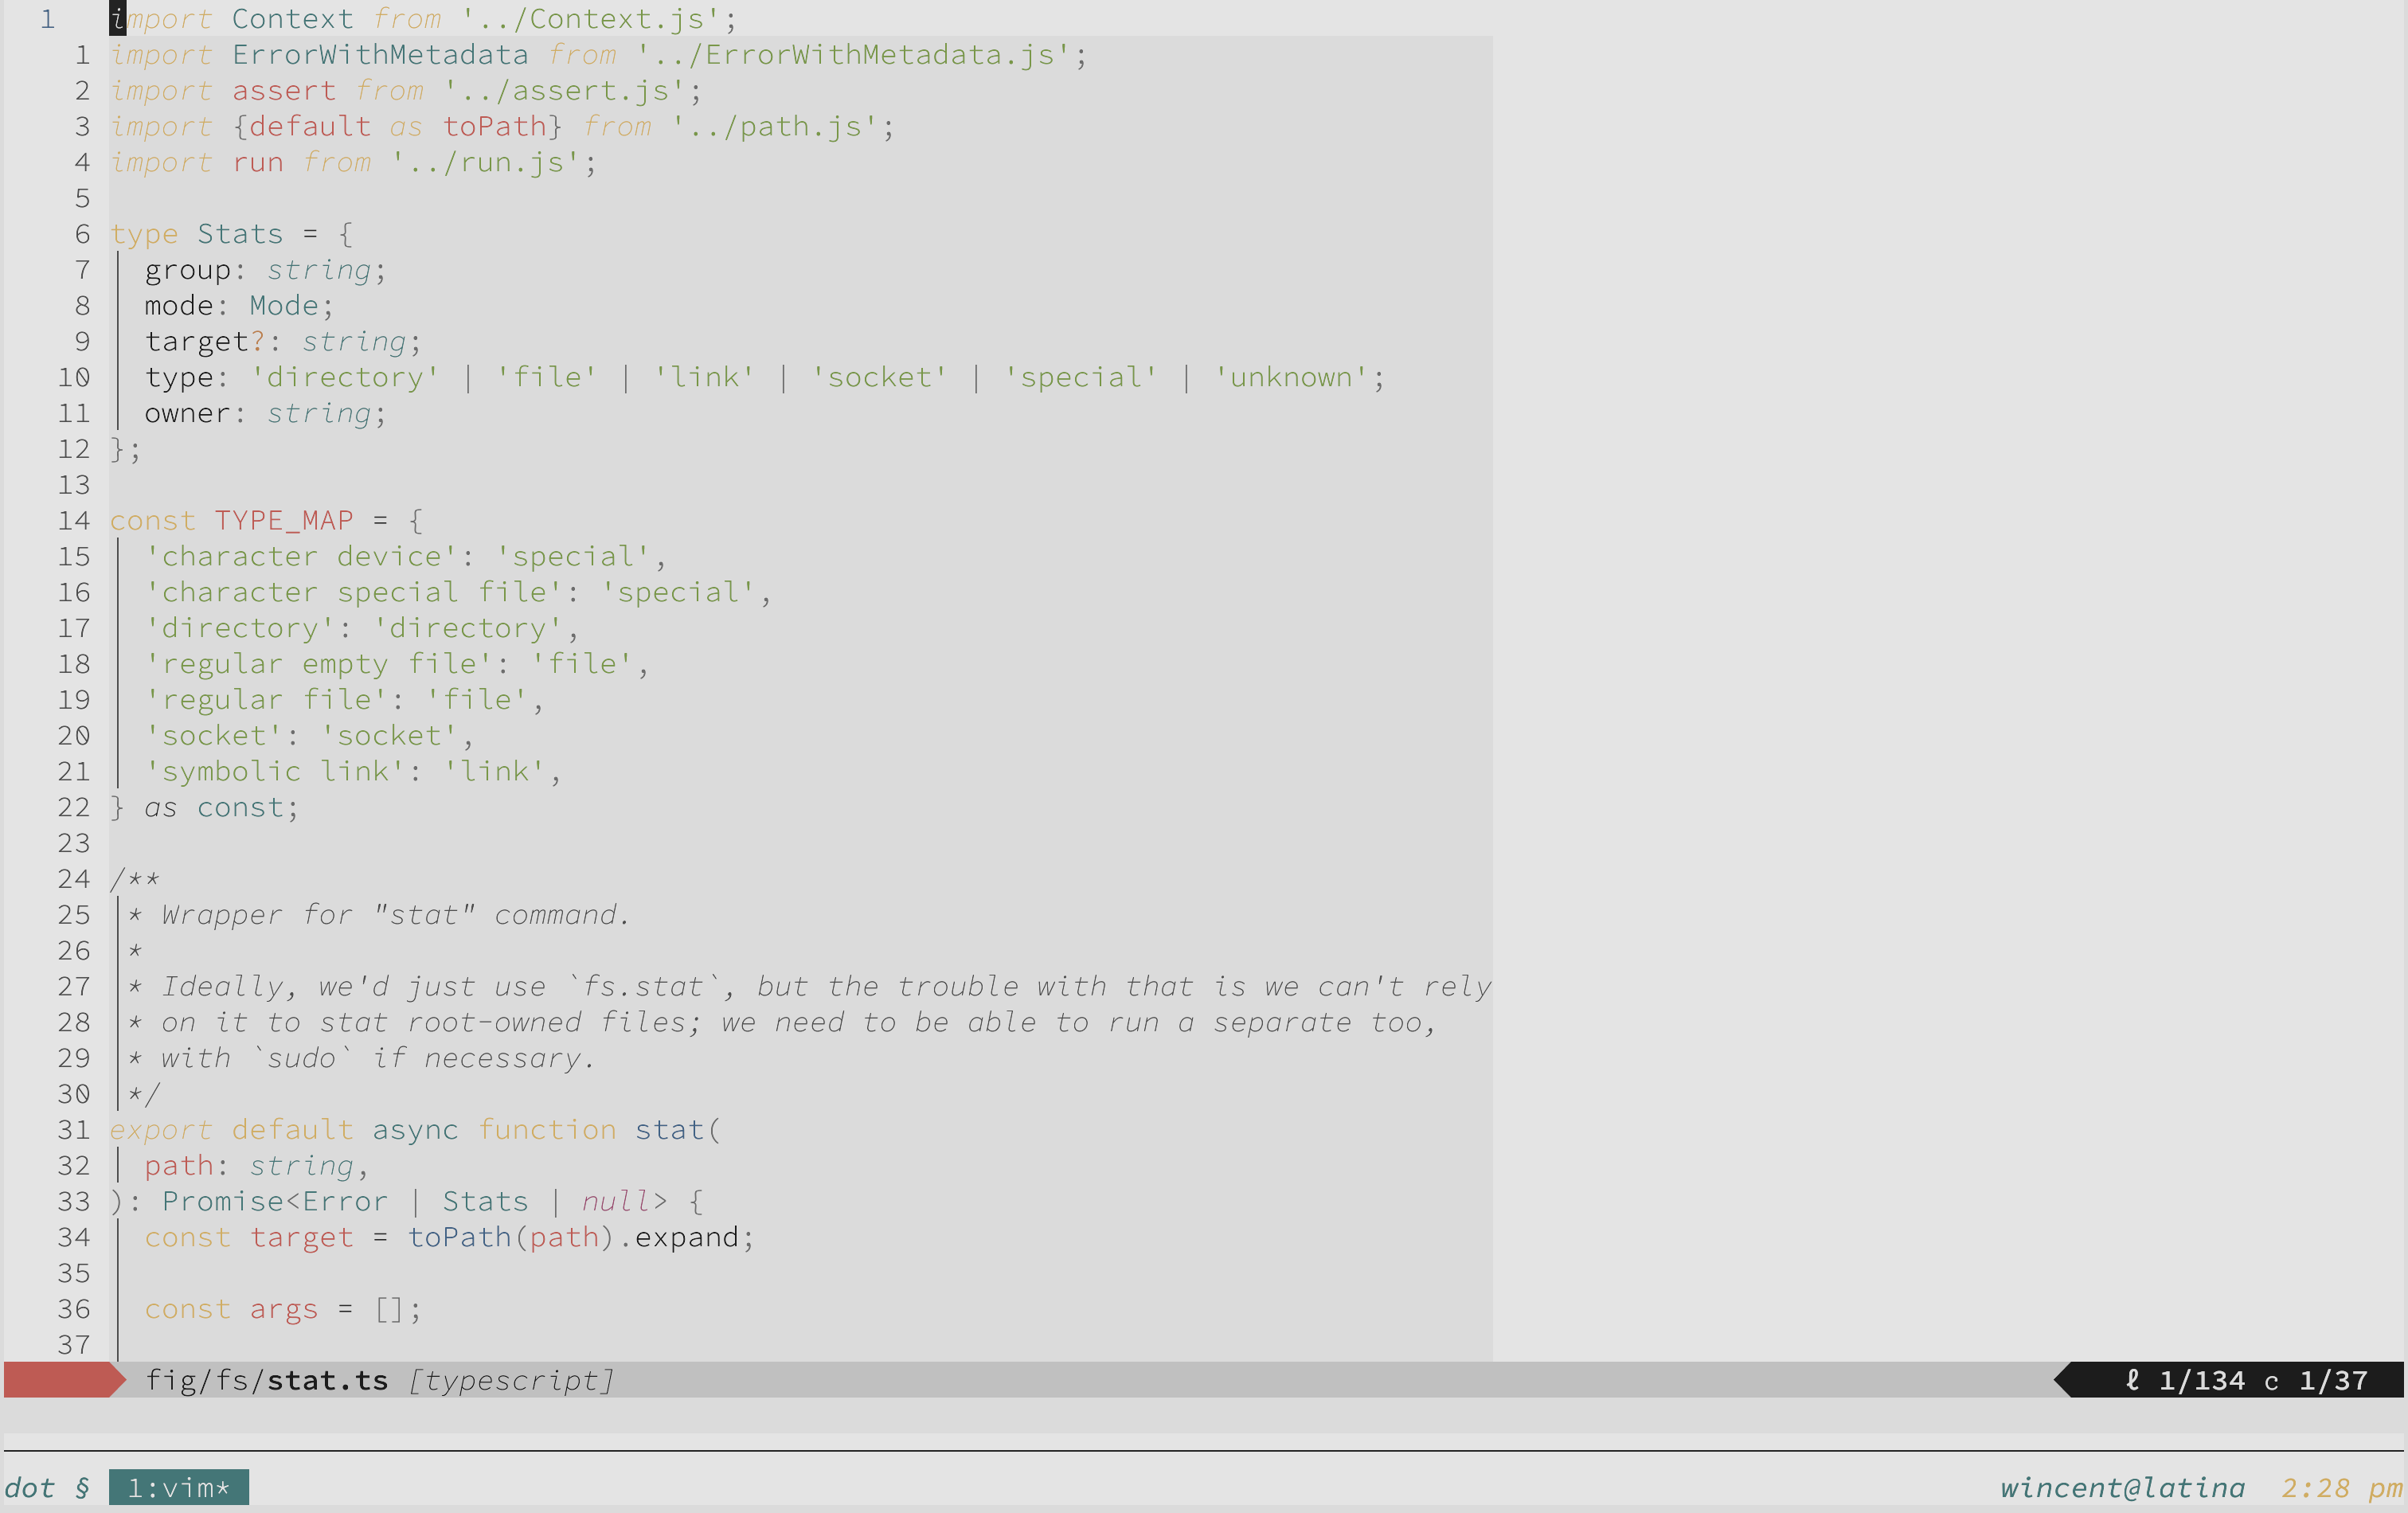 1 import Context from '../Context.js';
1 import ErrorWithMetadata from '../ErrorWithMetadata.js';
2 import assert from '../assert.js';
3 import {default as toPath} from '../path.js';
4 import run from '../run.js';
5
6 type Stats = {
7   group: string;
8   mode: Mode;
9   target?: string;
10   type: 'directory' | 'file' | 'link' | 'socket' | 'special' | 'unknown';
11   owner: string;
12 };
13
14 const TYPE_MAP = {
15   'character device': 'special',
16   'character special file': 'special',
17   'directory': 'directory',
18   'regular empty file': 'file',
19   'regular file': 'file',
20   'socket': 'socket',
21   'symbolic link': 'link',
22 } as const;
23
24 /**
25  * Wrapper for "stat" command.
26  *
27  * Ideally, we'd just use `fs.stat`, but the trouble with that is we can't rely
28  * on it to stat root-owned files; we need to be able to run a separate too,
29  * with `sudo` if necessary.
30  */
31 export default async function stat(
32   path: string,
33 ): Promise<Error | Stats | null> {
34   const target = toPath(path).expand;
35
36   const args = [];
37
fig/fs/stat.ts [typescript] ℓ 1/134 c 1/37
dot § 1:vim* wincent@latina 2:28 pm